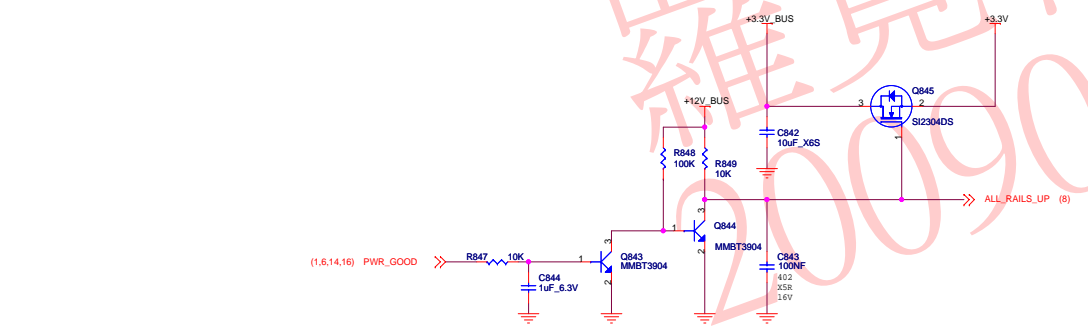 +3.3V_BUS
+3.3V
羅
20090
+12V_BUS
3
2
Q845
SI2304DS
1
C842
10uF_X6S
R848
100K
R849
10K
ALL_RAILS_UP (8)
3
Q844
1
MMBT3904
2
(1,6,14,16) PWR_GOOD
R847 10K
3
1
Q843
MMBT3904
2
C844
1uF_6.3V
C843
100NF
402
X5R
16V